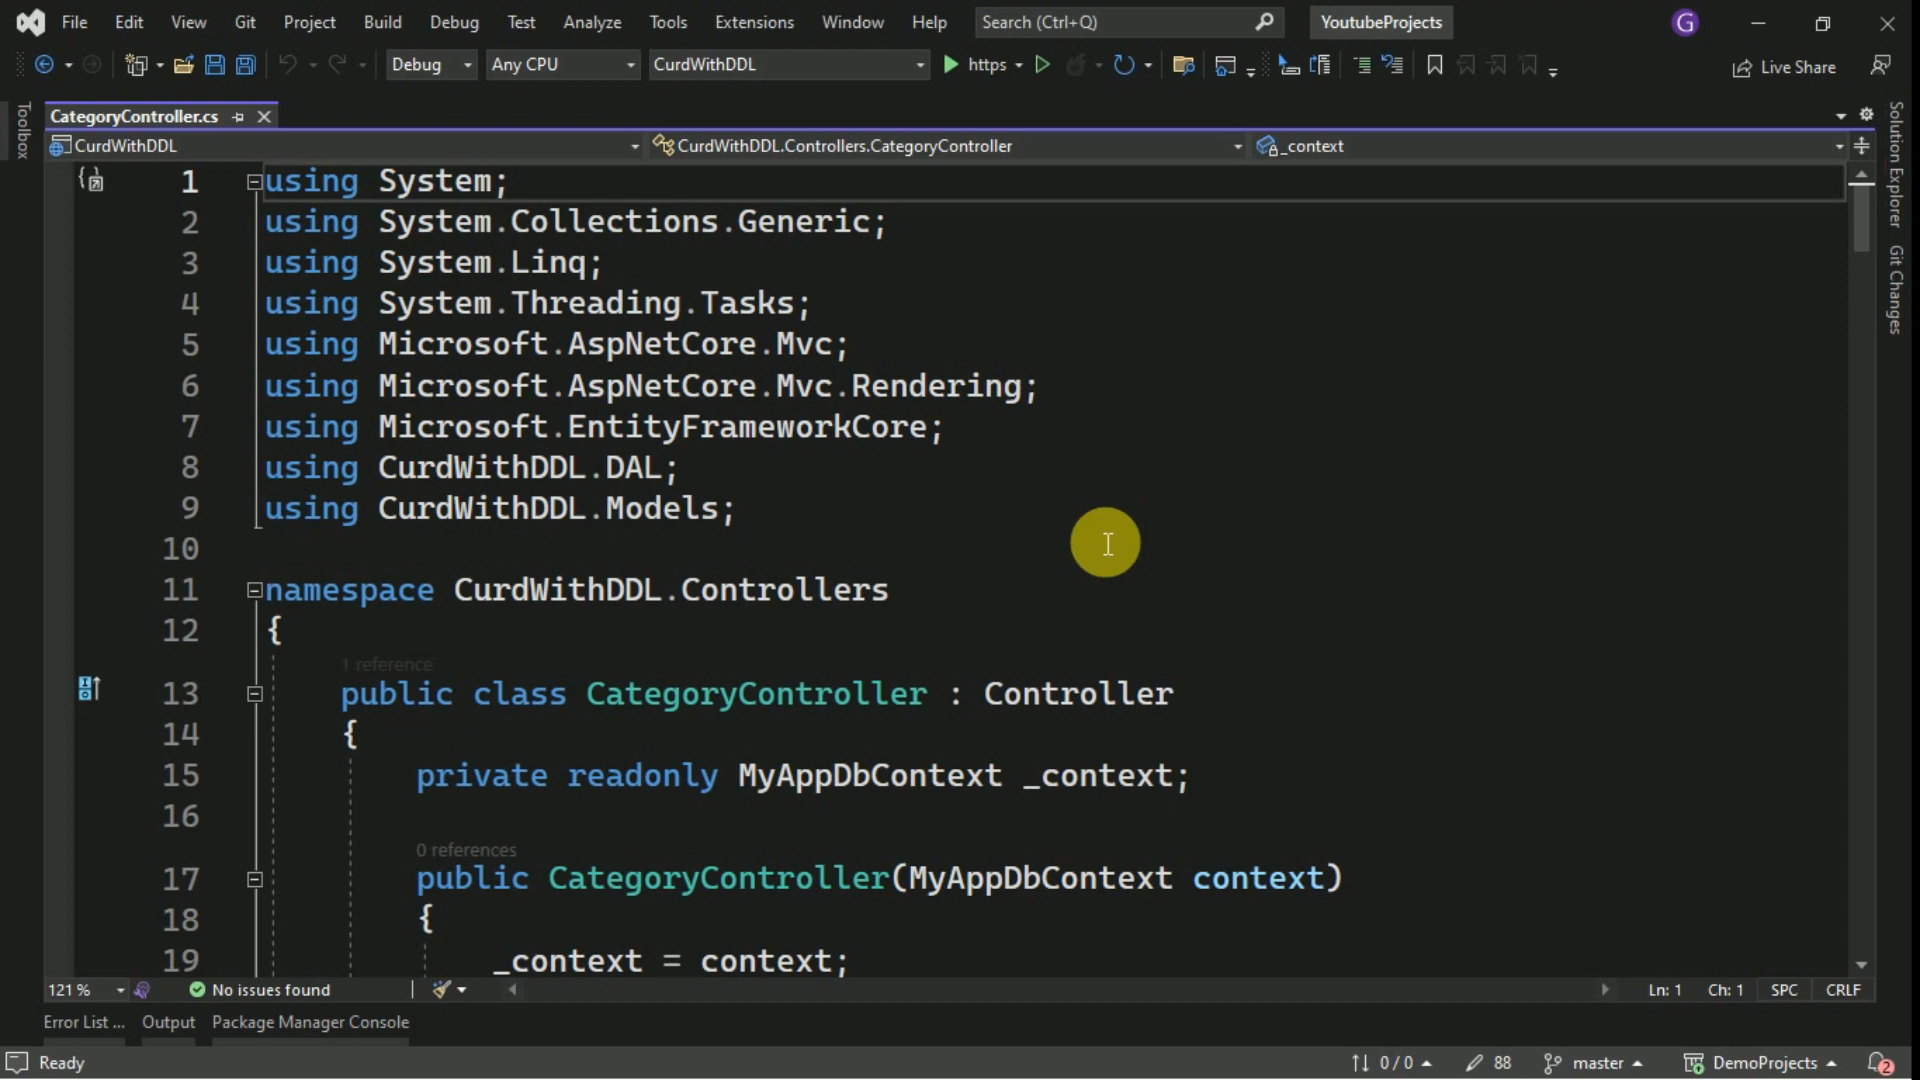 File Edit View Git Project Build Debug Test Analyze Tools Extensions Window Help Search (Ctrl+Q) YoutubeProjects G
Debug Any CPU CurdWithDDL https Live Share
CategoryController.cs
CurdWithDDL CurdWithDDL.Controllers.CategoryController _context
Toolbox
Solution Explorer
Git Changes
1 using System;
2 using System.Collections.Generic;
3 using System.Linq;
4 using System.Threading.Tasks;
5 using Microsoft.AspNetCore.Mvc;
6 using Microsoft.AspNetCore.Mvc.Rendering;
7 using Microsoft.EntityFrameworkCore;
8 using CurdWithDDL.DAL;
9 using CurdWithDDL.Models;
10
11 namespace CurdWithDDL.Controllers
12 {
1 reference
13 public class CategoryController : Controller
14 {
15 private readonly MyAppDbContext _context;
16
0 references
17 public CategoryController(MyAppDbContext context)
18 {
19 _context = context;
121 % No issues found Ln: 1 Ch: 1 SPC CRLF
Error List ... Output Package Manager Console
Ready 0 / 0 88 master DemoProjects 2